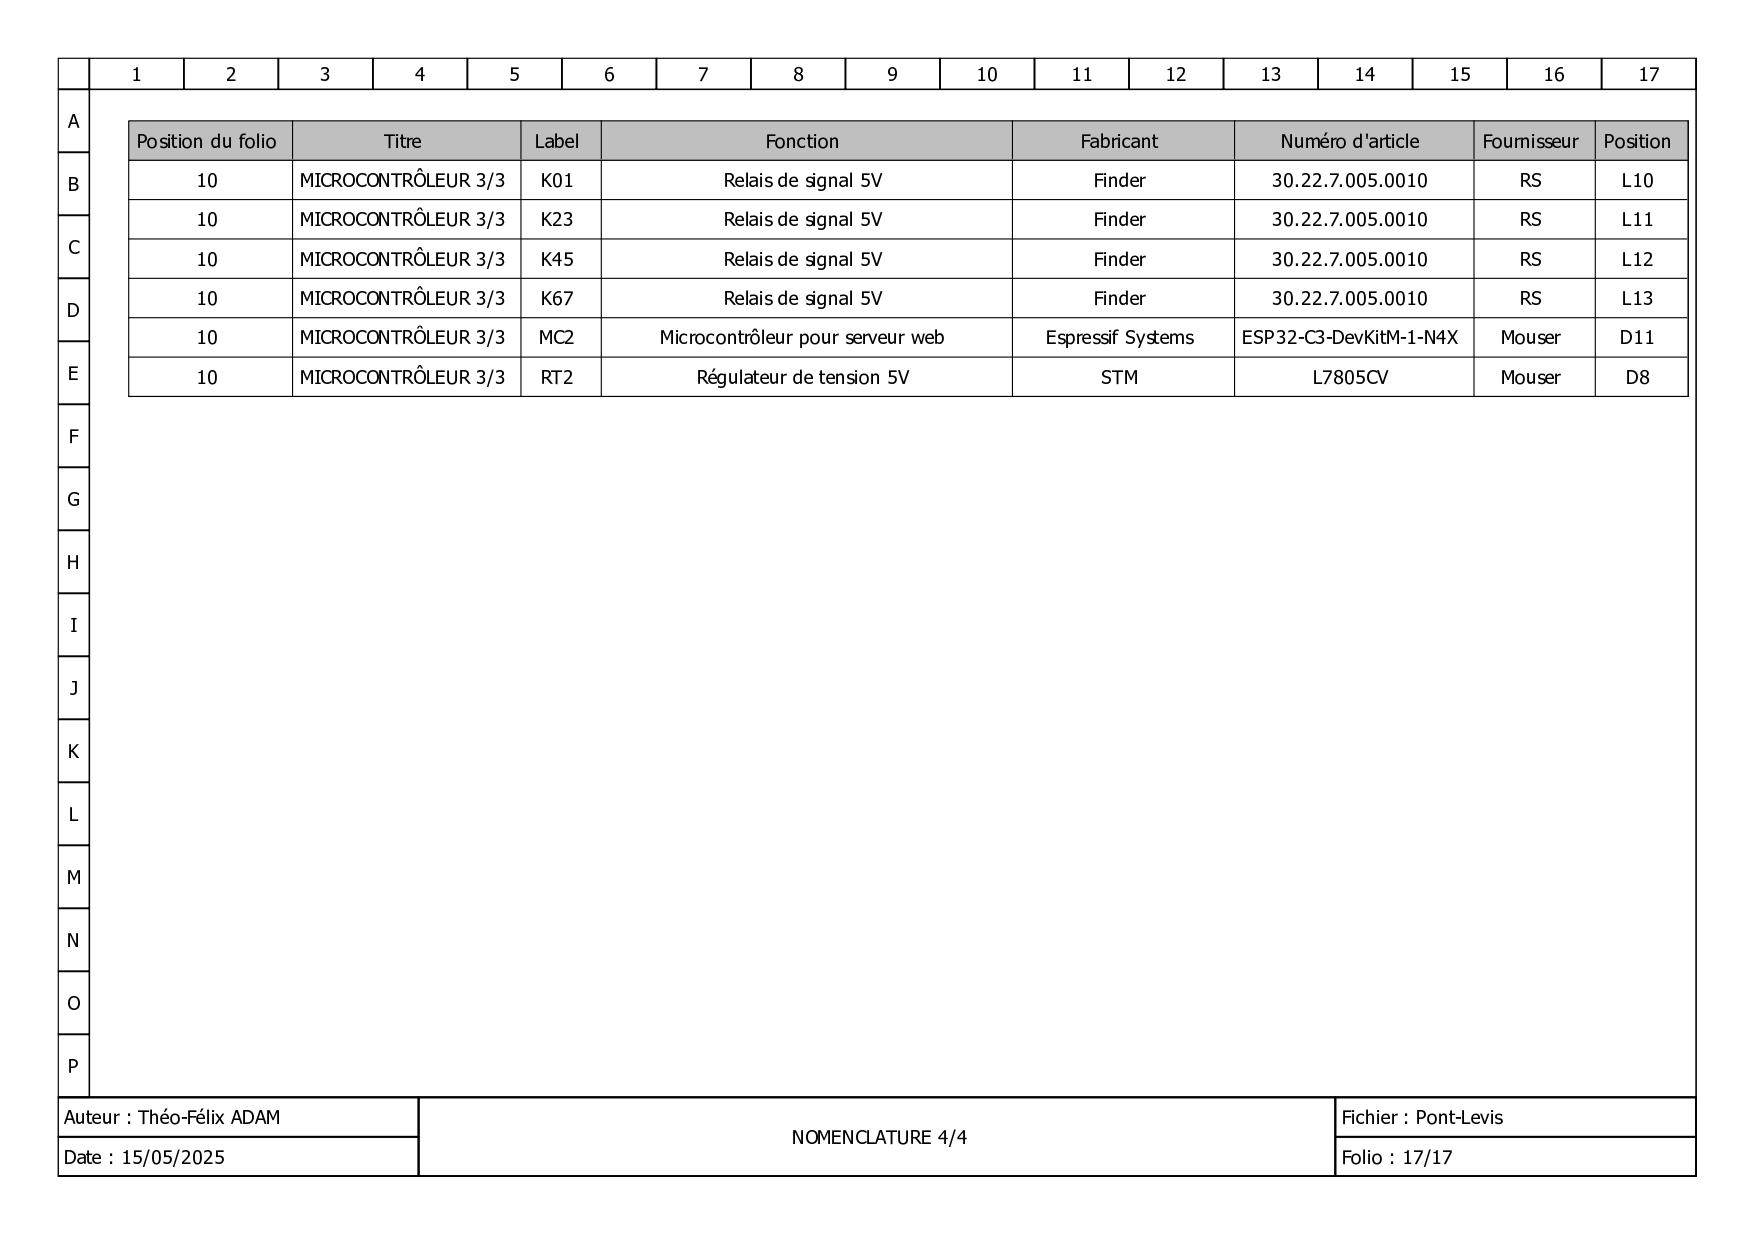 1 2 3 4 5 6 7 8 9 10 11 12 13 14 15 16 17
A
Position du folio Titre Label Fonction Fabricant Numéro d'article Fournisseur Position
B
10 MICROCONTRÔLEUR 3/3 K01 Relais de signal 5V Finder 30.22.7.005.0010 RS L10
10 MICROCONTRÔLEUR 3/3 K23 Relais de signal 5V Finder 30.22.7.005.0010 RS L11
C
10 MICROCONTRÔLEUR 3/3 K45 Relais de signal 5V Finder 30.22.7.005.0010 RS L12
10 MICROCONTRÔLEUR 3/3 K67 Relais de signal 5V Finder 30.22.7.005.0010 RS L13
D
10 MICROCONTRÔLEUR 3/3 MC2 Microcontrôleur pour serveur web Espressif Systems ESP32-C3-DevKitM-1-N4X Mouser D11
E
10 MICROCONTRÔLEUR 3/3 RT2 Régulateur de tension 5V STM L7805CV Mouser D8
F
G
H
I
J
K
L
M
N
O
P
Auteur : Théo-Félix ADAM
Date : 15/05/2025
NOMENCLATURE 4/4
Fichier : Pont-Levis
Folio : 17/17